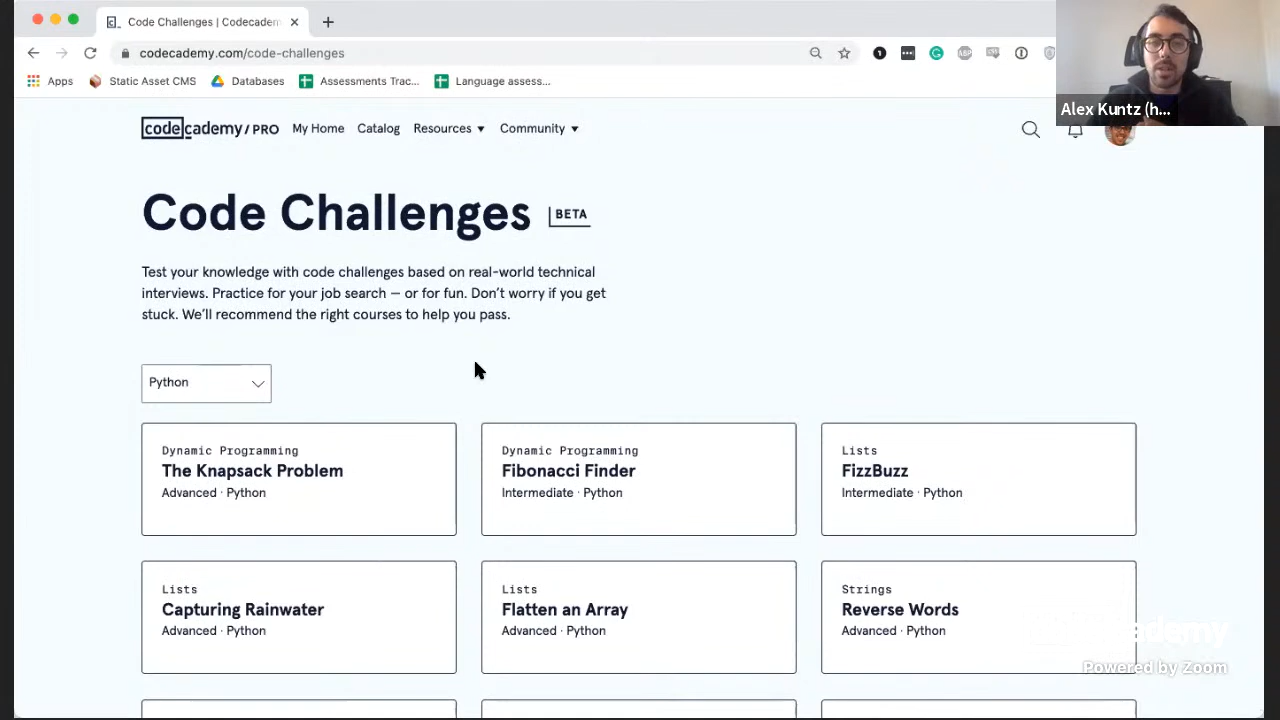 Code Challenges | Codecadem
codecademy.com/code-challenges
Apps
Static Asset CMS
Databases
Assessments Trac...
Language assess...
Alex Kuntz (h...
codecademy / PRO
My Home
Catalog
Resources
Community
Code Challenges
BETA
Test your knowledge with code challenges based on real-world technical
interviews. Practice for your job search — or for fun. Don't worry if you get
stuck. We'll recommend the right courses to help you pass.
Python
Dynamic Programming
The Knapsack Problem
Advanced · Python
Dynamic Programming
Fibonacci Finder
Intermediate · Python
Lists
FizzBuzz
Intermediate · Python
Lists
Capturing Rainwater
Advanced · Python
Lists
Flatten an Array
Advanced · Python
Strings
Reverse Words
Advanced · Python
Powered by Zoom